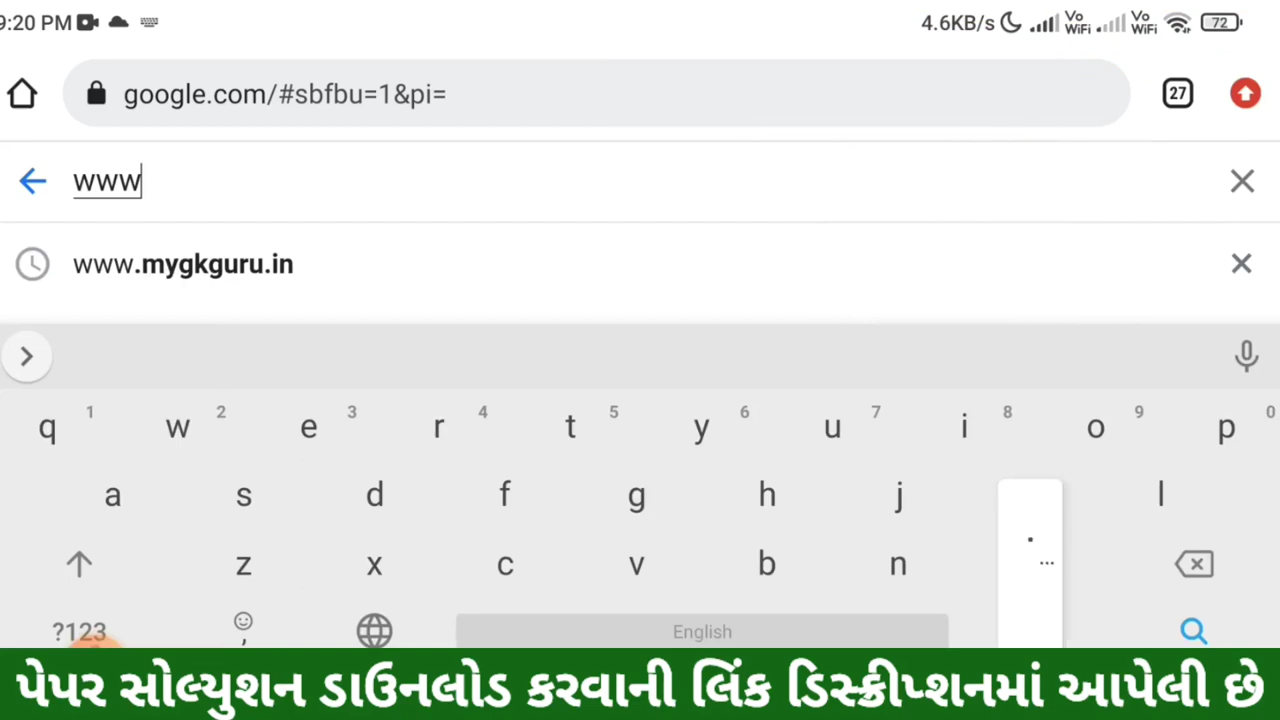 9:20 PM 4.6KB/s Vo WiFi Vo WiFi 72
google.com/#sbfbu=1&pi= 27
www
www.mygkguru.in
q 1 w 2 e 3 r 4 t 5 y 6 u 7 i 8 o 9 p 0
a s d f g h j l
z x c v b n . ...
?123 , English
પેપર સોલ્યુશન ડાઉનલોડ કરવાની લિંક ડિસ્ક્રીપ્શનમાં આપેલી છે